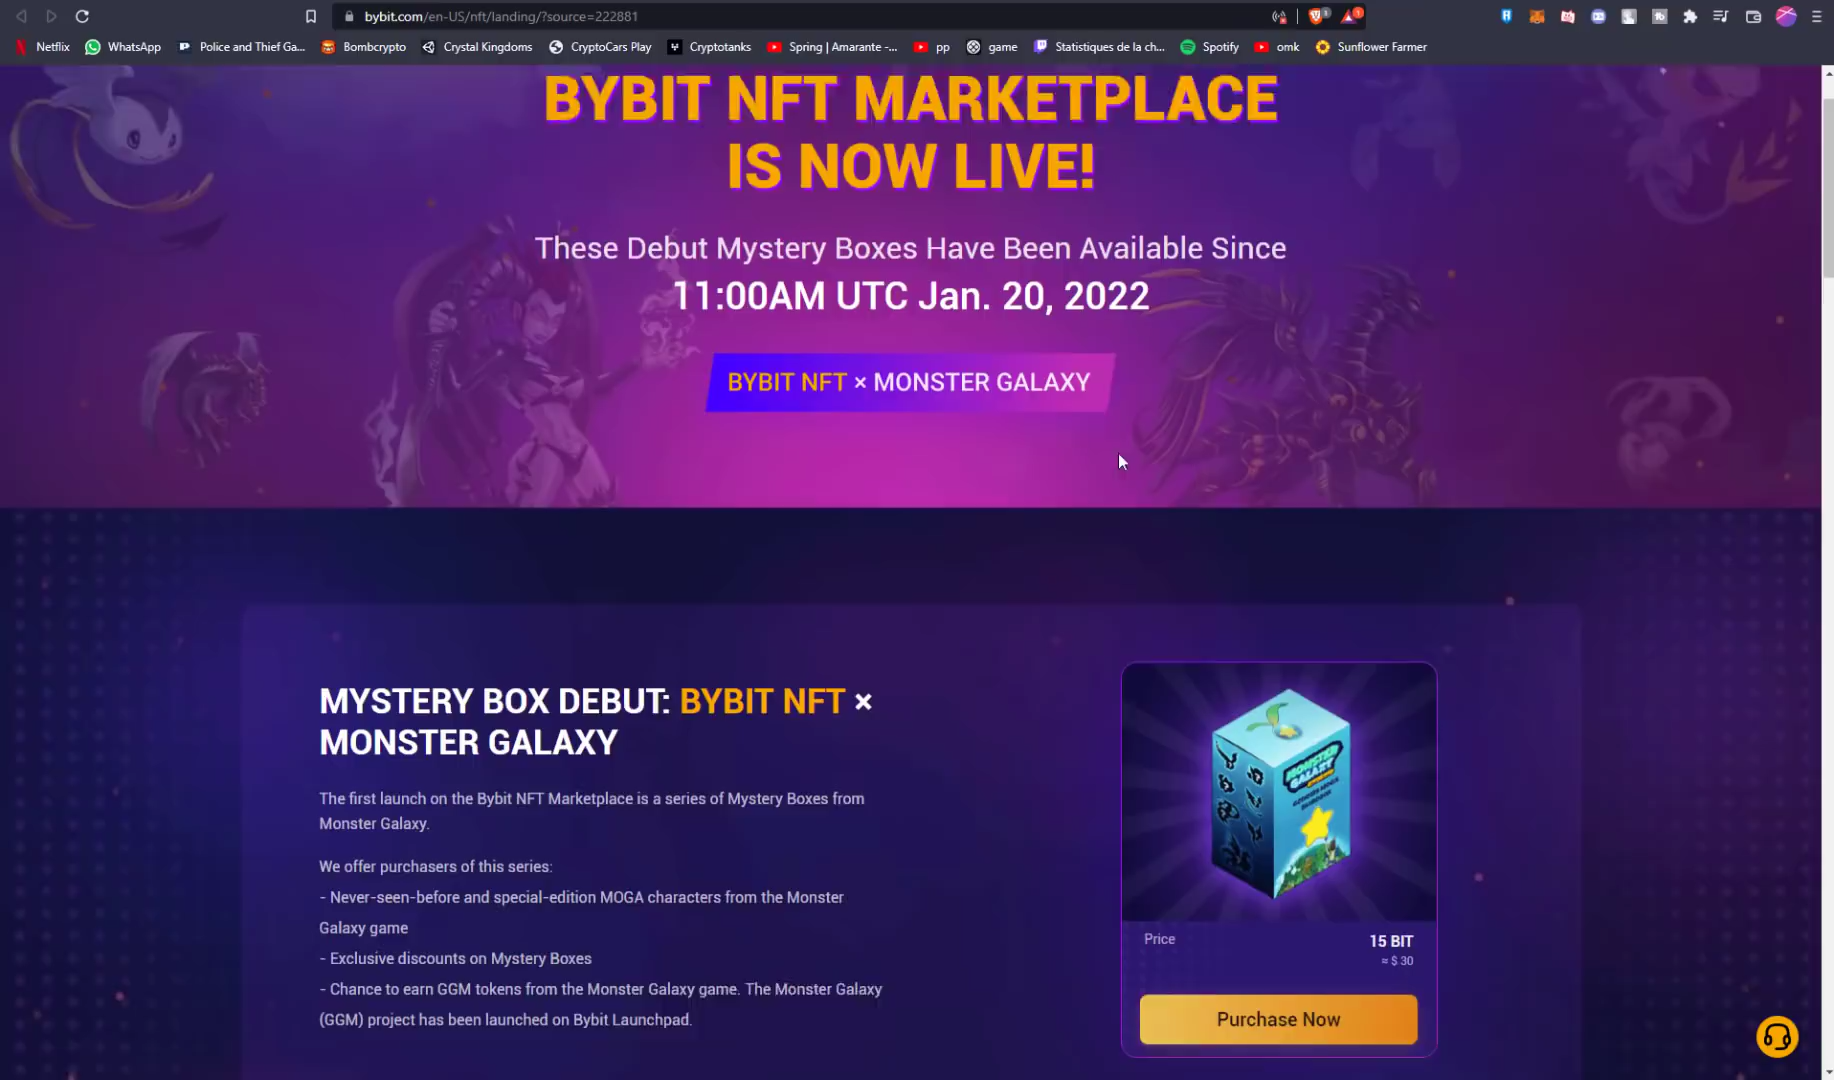 bybit.com/en-US/nft/landing/?source=222881
Netflix WhatsApp Police and Thief Ga... Bombcrypto Crystal Kingdoms CryptoCars Play Cryptotanks Spring | Amarante -... pp game Statistiques de la ch... Spotify omk Sunflower Farmer
BYBIT NFT MARKETPLACE
IS NOW LIVE!
These Debut Mystery Boxes Have Been Available Since
11:00AM UTC Jan. 20, 2022
BYBIT NFT × MONSTER GALAXY
MYSTERY BOX DEBUT: BYBIT NFT ×
MONSTER GALAXY
The first launch on the Bybit NFT Marketplace is a series of Mystery Boxes from
Monster Galaxy.
We offer purchasers of this series:
- Never-seen-before and special-edition MOGA characters from the Monster
Galaxy game
- Exclusive discounts on Mystery Boxes
- Chance to earn GGM tokens from the Monster Galaxy game. The Monster Galaxy
(GGM) project has been launched on Bybit Launchpad.
MONSTER
GALAXY
Price 15 BIT
≈ $ 30
Purchase Now